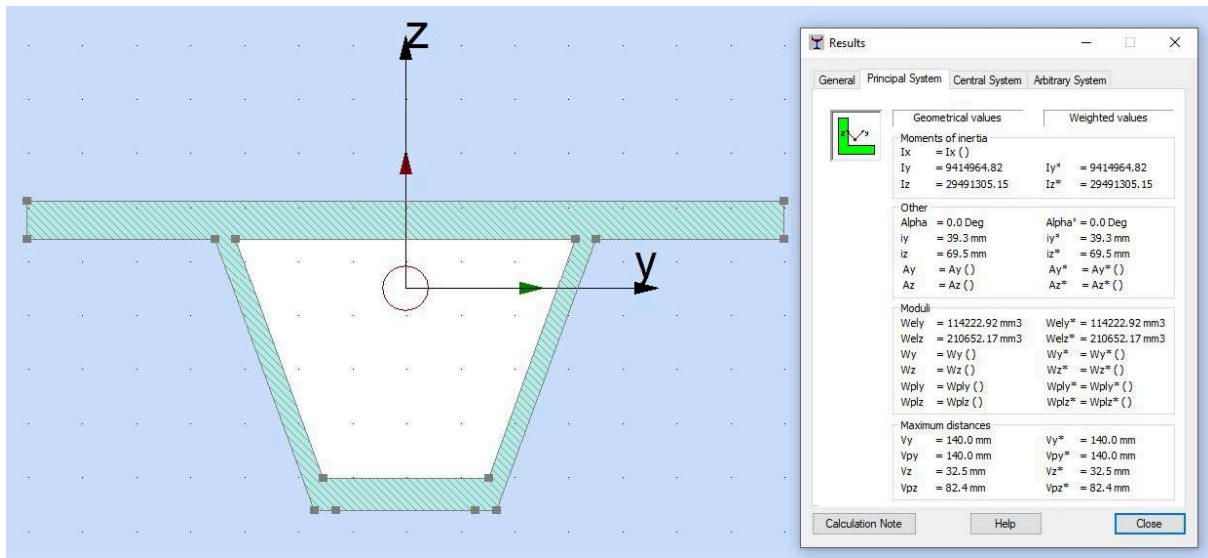 z
y
Results
General Principal System Central System Arbitrary System
z y
Geometrical values Weighted values
Moments of inertia
Ix = Ix ()
Iy = 9414964.82 Iy* = 9414964.82
Iz = 29491305.15 Iz* = 29491305.15
Other
Alpha = 0.0 Deg Alpha* = 0.0 Deg
iy = 39.3 mm iy* = 39.3 mm
iz = 69.5 mm iz* = 69.5 mm
Ay = Ay () Ay* = Ay* ()
Az = Az () Az* = Az* ()
Moduli
Wely = 114222.92 mm3 Wely* = 114222.92 mm3
Welz = 210652.17 mm3 Welz* = 210652.17 mm3
Wy = Wy () Wy* = Wy* ()
Wz = Wz () Wz* = Wz* ()
Wply = Wply () Wply* = Wply* ()
Wplz = Wplz () Wplz* = Wplz* ()
Maximum distances
Vy = 140.0 mm Vy* = 140.0 mm
Vpy = 140.0 mm Vpy* = 140.0 mm
Vz = 32.5 mm Vz* = 32.5 mm
Vpz = 82.4 mm Vpz* = 82.4 mm
Calculation Note Help Close